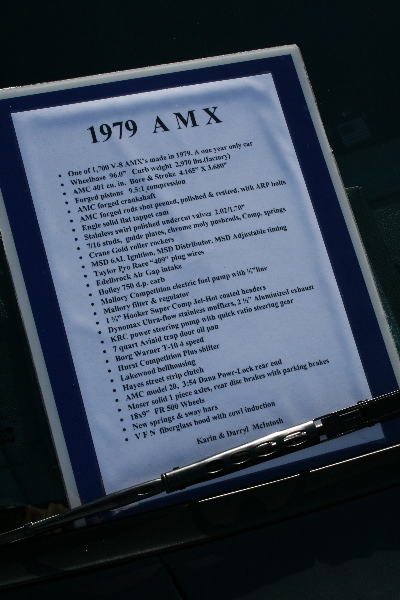 1979 AMX
• One of 1,700 V-8 AMX's made in 1979. A one year only car
• Wheelbase 96.0" Curb weight 2,970 lbs.(factory)
• AMC 401 cu. in. Bore & Stroke 4.165" X 3.680"
• Forged pistons 9.5:1 compression
• AMC forged crankshaft
• AMC forged rods shot peened, polished & resized, with ARP bolts
• Engle solid flat tappet cam
• Stainless swirl polished undercut valves 2.02/1.70"
• 7/16 studs, guide plates, chrome moly pushrods, Comp. springs
• Crane Gold roller rockers
• MSD 6AL Ignition, MSD Distributor, MSD Adjustable timing
• Taylor Pro Race "409" plug wires
• Edelbrock Air Gap intake
• Holley 750 d.p. carb
• Mallory Competition electric fuel pump with ½"line
• Mallory filter & regulator
• 1 ¾" Hooker Super Comp Jet-Hot coated headers
• Dynomax Ultra-flow stainless mufflers, 2 ½" Aluminized exhaust
• KRC power steering pump with quick ratio steering gear
• 7 quart Aviaid trap door oil pan
• Borg Warner T-10 4 speed
• Hurst Competition Plus shifter
• Lakewood bellhousing
• Hayes street strip clutch
• AMC model 20, 3:54 Dana Powr-Lock rear end
• Moser solid 1 piece axles, rear disc brakes with parking brakes
• 18x9" FR 500 Wheels
• New springs & sway bars
• V F N fiberglass hood with cowl induction
Karin & Darryl McIntosh